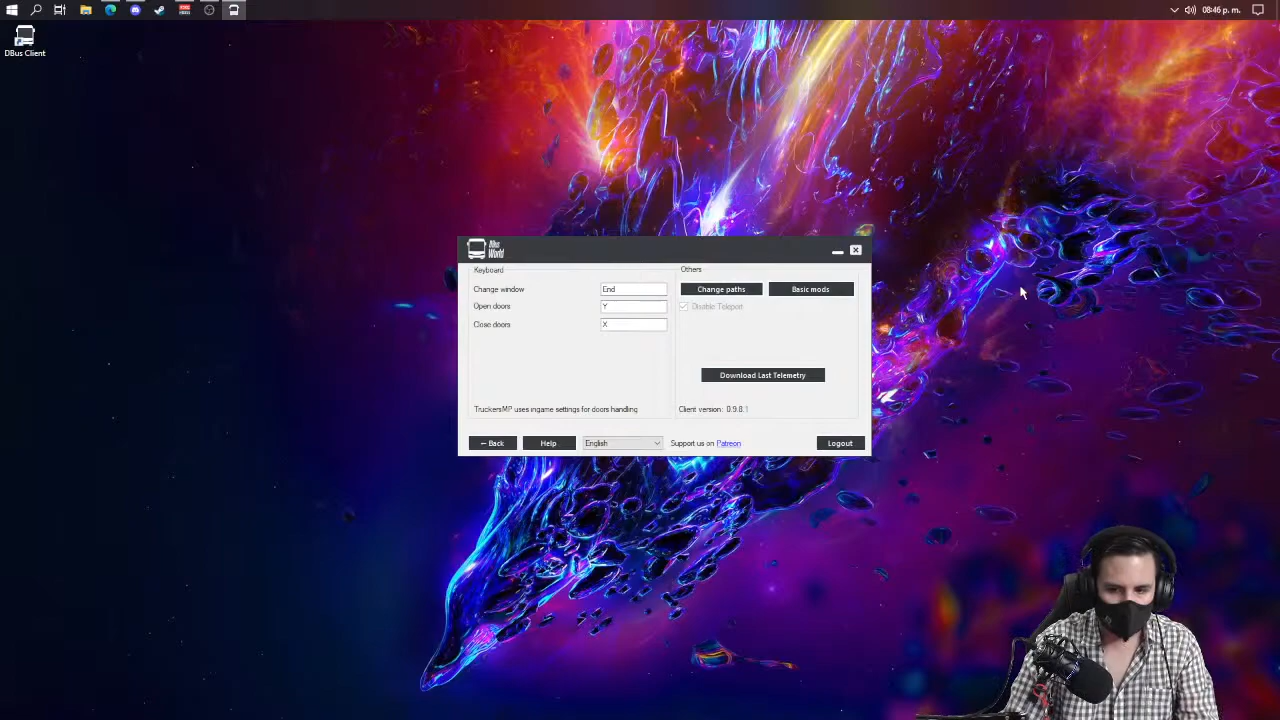 08:46 p. m.
DBus Client
DBus
World
Keyboard
Change window
End
Open doors
Y
Close doors
X
TruckersMP uses ingame settings for doors handling
Others
Change paths
Basic mods
Disable Teleport
Download Last Telemetry
Client version: 0.9.8.1
← Back
Help
English
Support us on Patreon
Logout